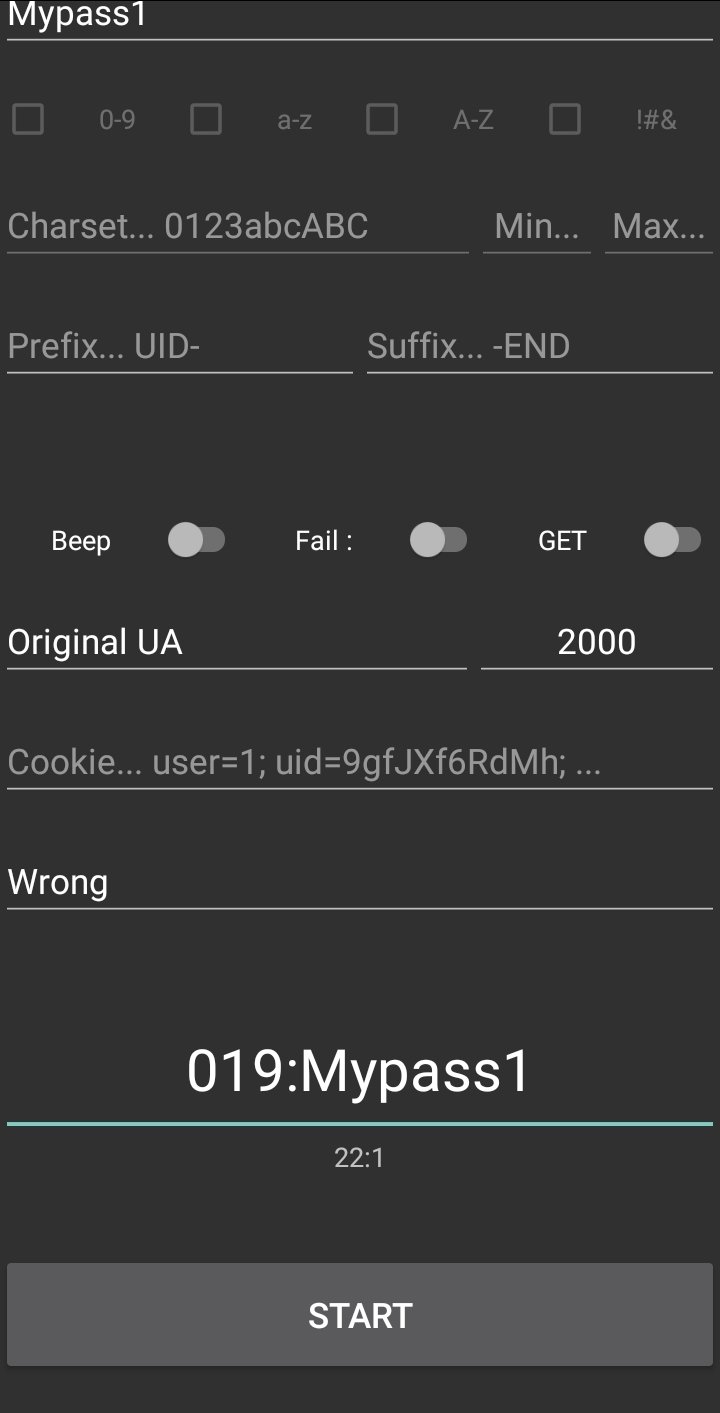 Mypass1
0-9 a-z A-Z !#&
Charset... 0123abcABC Min... Max...
Prefix... UID- Suffix... -END
Beep Fail : GET
Original UA 2000
Cookie... user=1; uid=9gfJXf6RdMh; ...
Wrong
019:Mypass1
22:1
START